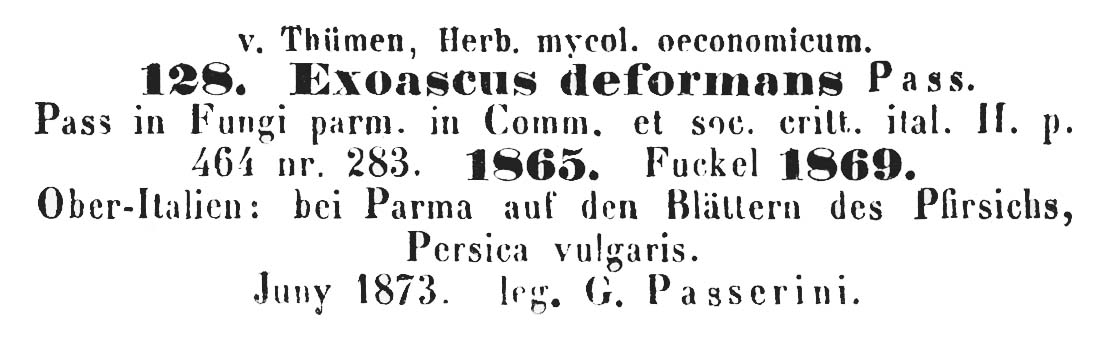 v. Thümen, Herb. mycol. oeconomicum.
128. Exoascus deformans Pass.
Pass in Fungi parm. in Comm. et soc. critt. ital. II. p.
464 nr. 283. 1865. Fuckel 1869.
Ober-Italien: bei Parma auf den Blättern des Pfirsichs,
Persica vulgaris.
Juny 1873. leg. G. Passerini.